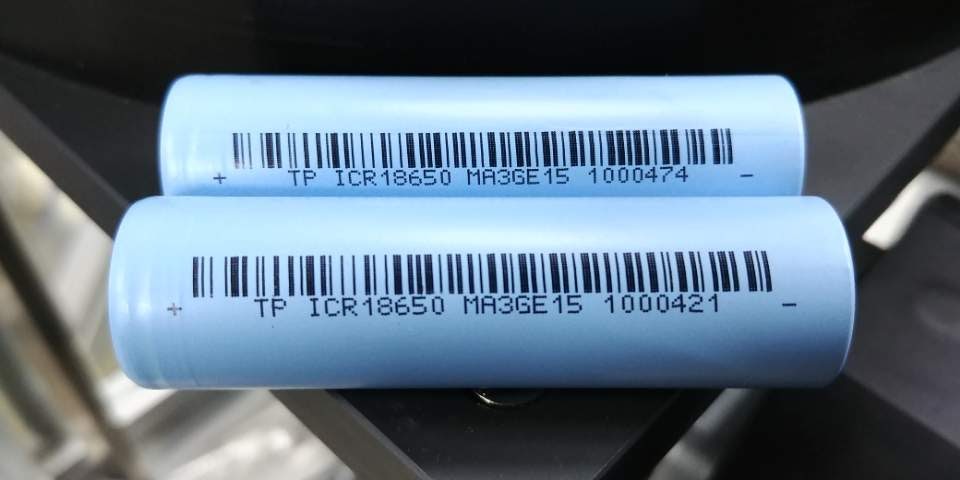 + TP ICR18650 MA3GE15 1000474 -
+ TP ICR18650 MA3GE15 1000421 -